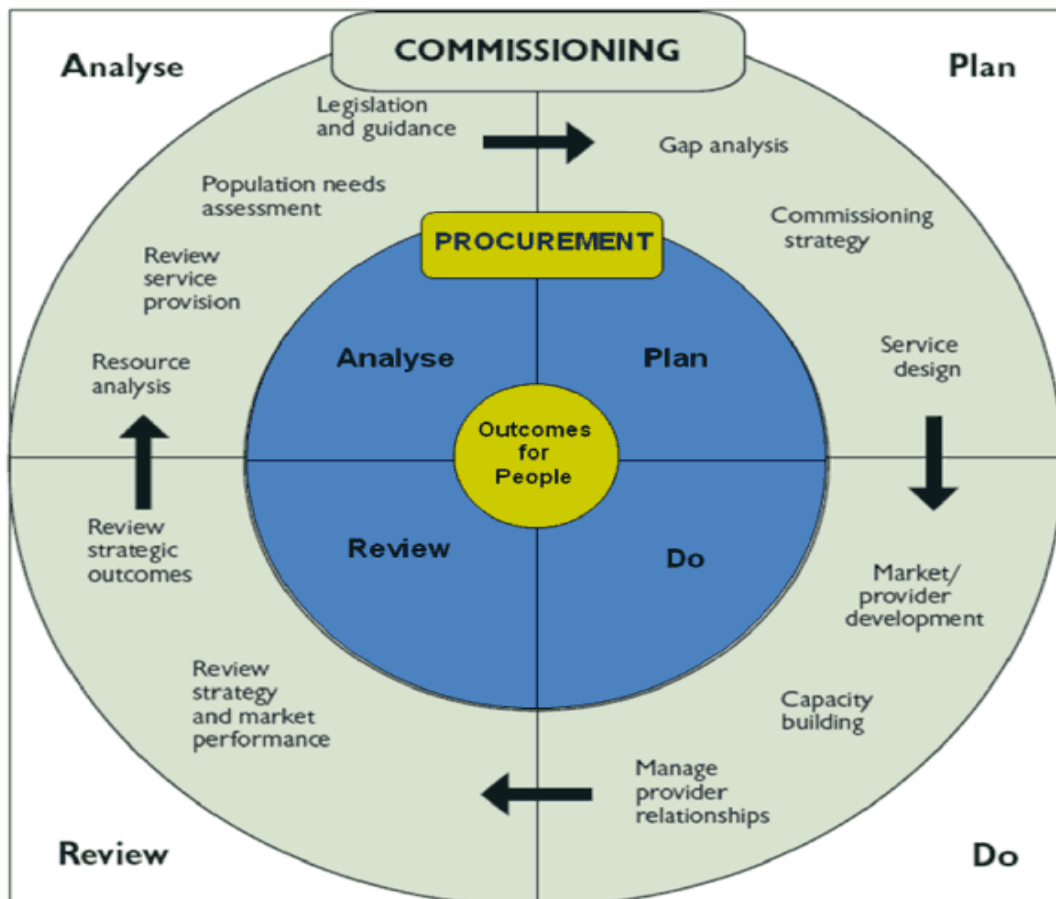 COMMISSIONING
Analyse
Plan
Legislation
and guidance
Gap analysis
Population needs
assessment
Commissioning
strategy
PROCUREMENT
Review
service
provision
Analyse
Plan
Service
design
Resource
analysis
Outcomes
for
People
Review
strategic
outcomes
Review
Do
Market/
provider
development
Review
strategy
and market
performance
Capacity
building
Manage
provider
relationships
Review
Do